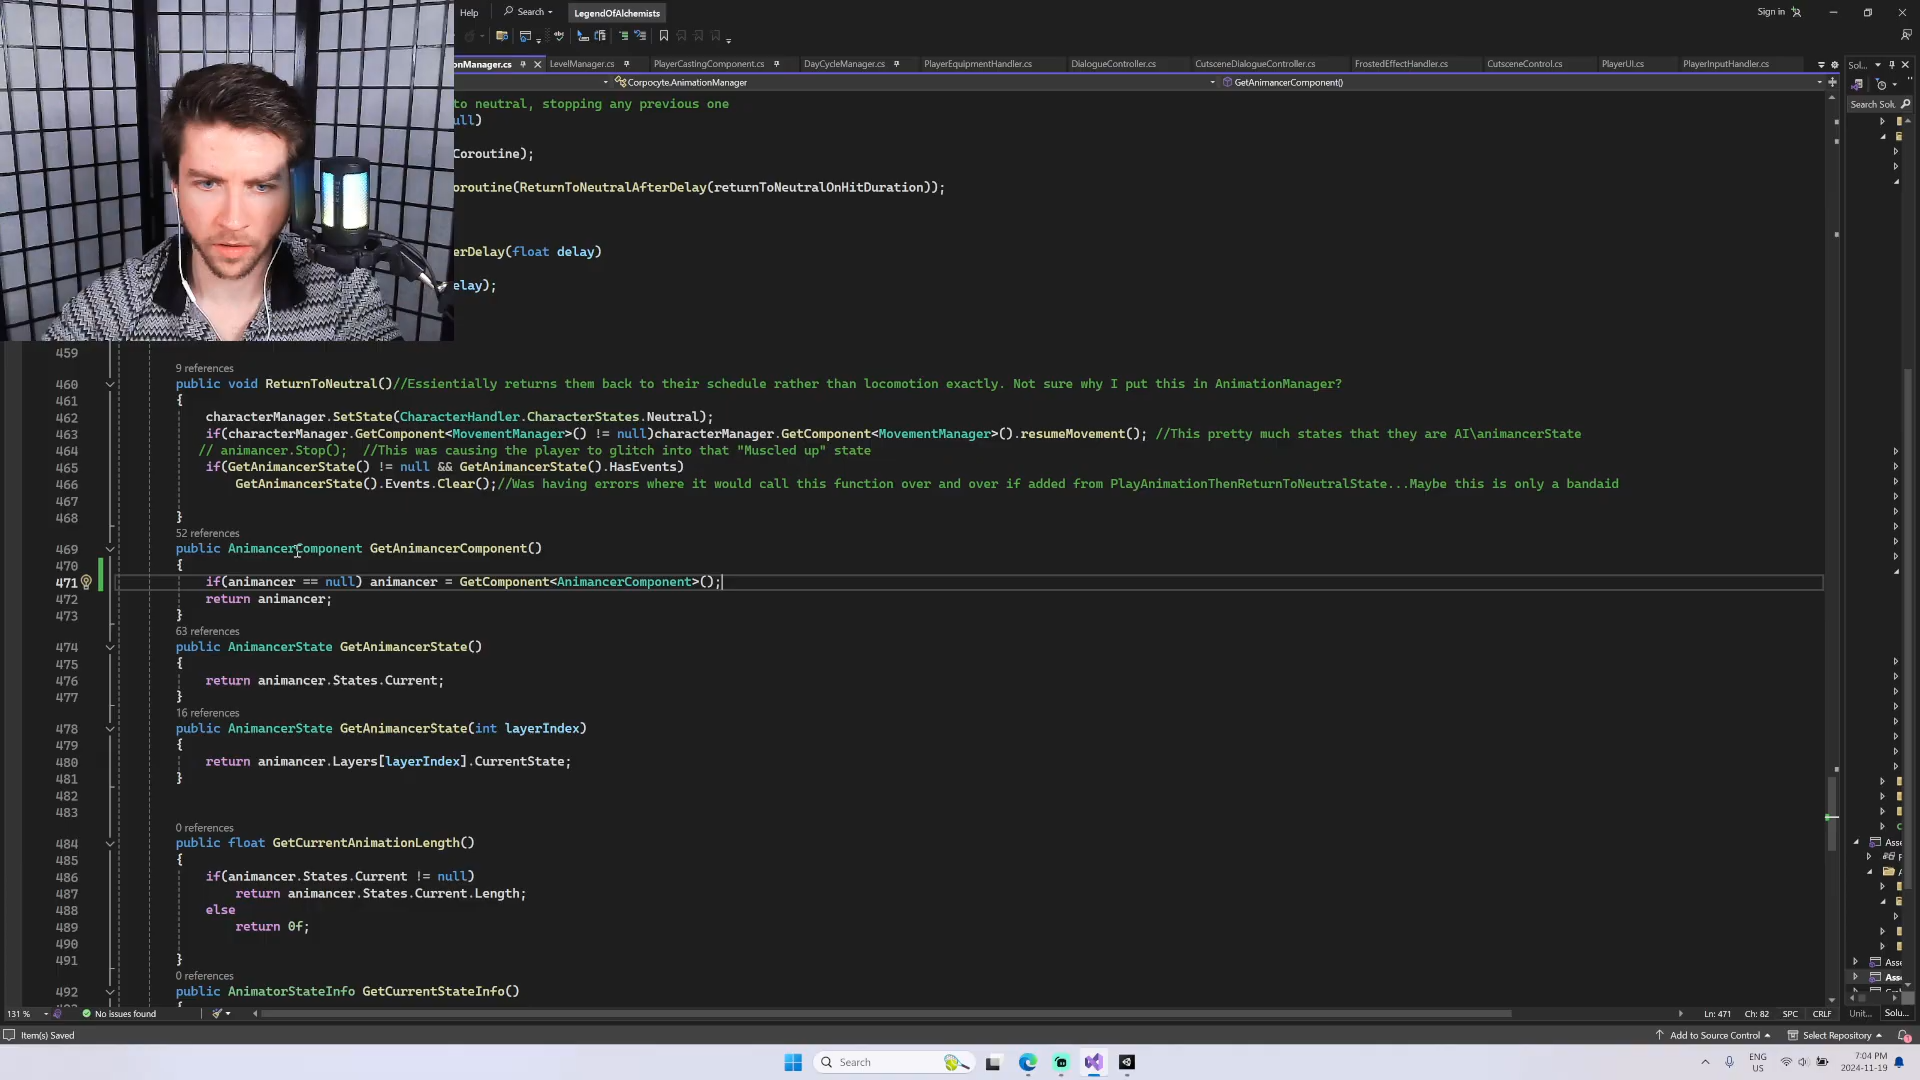 Help
Search
LegendOfAlchemists
Sign in
onManager.cs
LevelManager.cs
PlayerCastingComponent.cs
DayCycleManager.cs
PlayerEquipmentHandler.cs
DialogueController.cs
CutsceneDialogueController.cs
FrostedEffectHandler.cs
CutsceneControl.cs
PlayerUI.cs
PlayerInputHandler.cs
Sol...
Corpocyte.AnimationManager
GetAnimancerComponent()
Search Solu
to neutral, stopping any previous one
ull)
Coroutine);
oroutine(ReturnToNeutralAfterDelay(returnToNeutralOnHitDuration));
erDelay(float delay)
elay);
459
9 references
460 public void ReturnToNeutral()//Essientially returns them back to their schedule rather than locomotion exactly. Not sure why I put this in AnimationManager?
461 {
462 characterManager.SetState(CharacterHandler.CharacterStates.Neutral);
463 if(characterManager.GetComponent<MovementManager>() != null)characterManager.GetComponent<MovementManager>().resumeMovement(); //This pretty much states that they are AI\animancerState
464 // animancer.Stop(); //This was causing the player to glitch into that "Muscled up" state
465 if(GetAnimancerState() != null && GetAnimancerState().HasEvents)
466 GetAnimancerState().Events.Clear();//Was having errors where it would call this function over and over if added from PlayAnimationThenReturnToNeutralState...Maybe this is only a bandaid
467
468 }
52 references
469 public AnimancerComponent GetAnimancerComponent()
470 {
471 if(animancer == null) animancer = GetComponent<AnimancerComponent>();
472 return animancer;
473 }
63 references
474 public AnimancerState GetAnimancerState()
475 {
476 return animancer.States.Current;
477 }
16 references
478 public AnimancerState GetAnimancerState(int layerIndex)
479 {
480 return animancer.Layers[layerIndex].CurrentState;
481 }
482
483
0 references
484 public float GetCurrentAnimationLength()
485 {
486 if(animancer.States.Current != null)
487 return animancer.States.Current.Length;
488 else
489 return 0f;
490
491 }
0 references
492 public AnimatorStateInfo GetCurrentStateInfo()
Asse
Asse
Asse
131 %
No issues found
Ln: 471
Ch: 82
SPC
CRLF
Unit...
Solu...
Item(s) Saved
Add to Source Control
Select Repository
Search
ENG
US
7:04 PM
2024-11-19